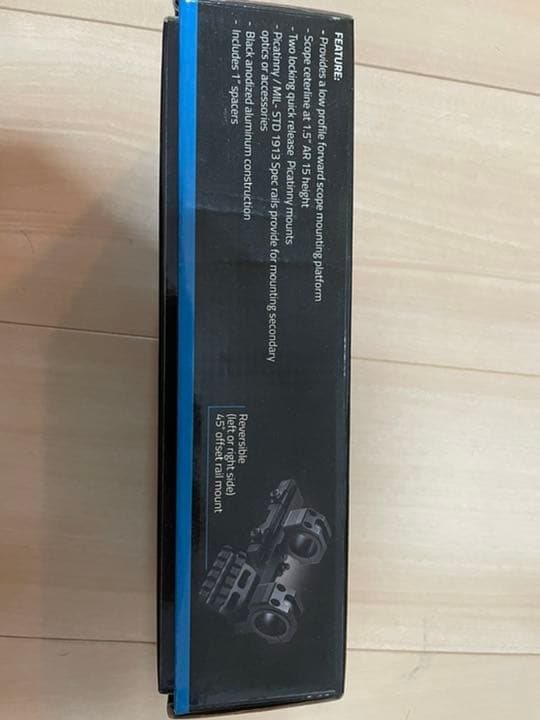 FEATURE:
- Provides a low profile forward scope mounting platform
- Scope ceterline at 1.5" AR 15 height
- Two locking quick release Picatinny mounts
- Picatinny / MIL- STD 1913 Spec rails provide for mounting secondary
optics or accessories
- Black anodized aluminum construction
- Includes 1" spacers
Reversible
(left or right side)
45° offset rail mount